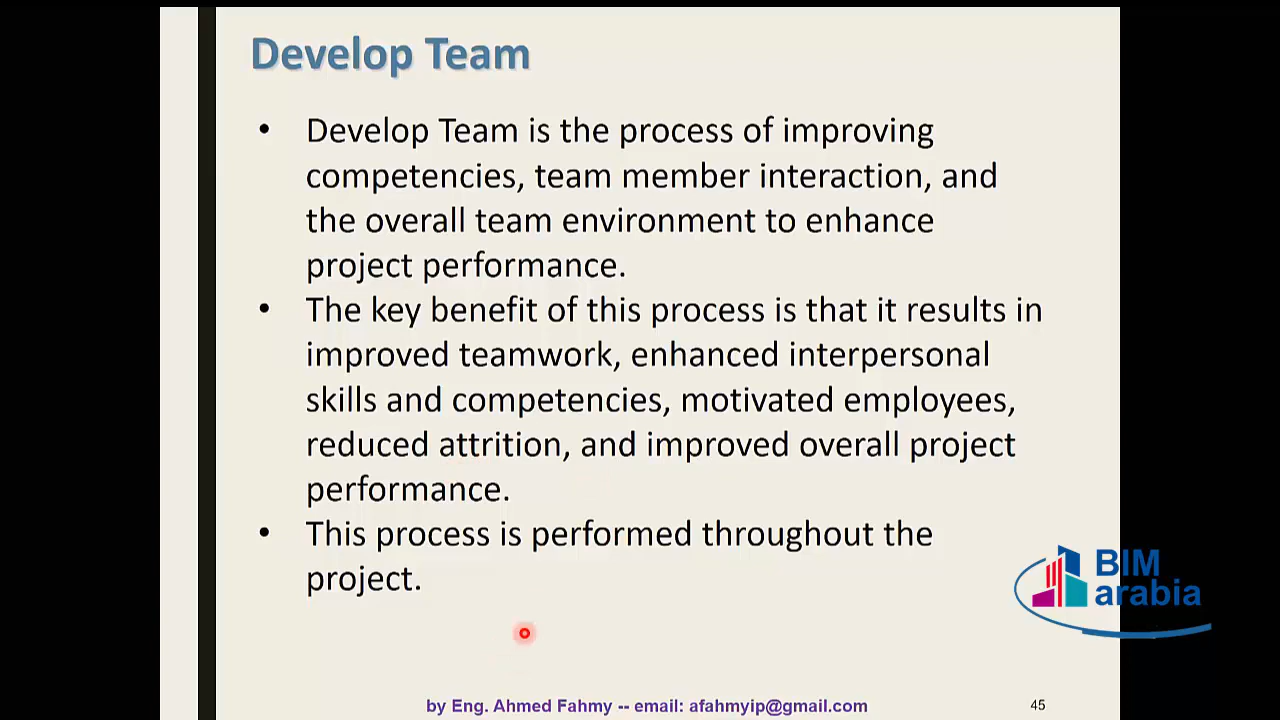 Develop Team
• Develop Team is the process of improving
competencies, team member interaction, and
the overall team environment to enhance
project performance.
• The key benefit of this process is that it results in
improved teamwork, enhanced interpersonal
skills and competencies, motivated employees,
reduced attrition, and improved overall project
performance.
• This process is performed throughout the
project.
BIM
arabia
by Eng. Ahmed Fahmy -- email: afahmyip@gmail.com
45